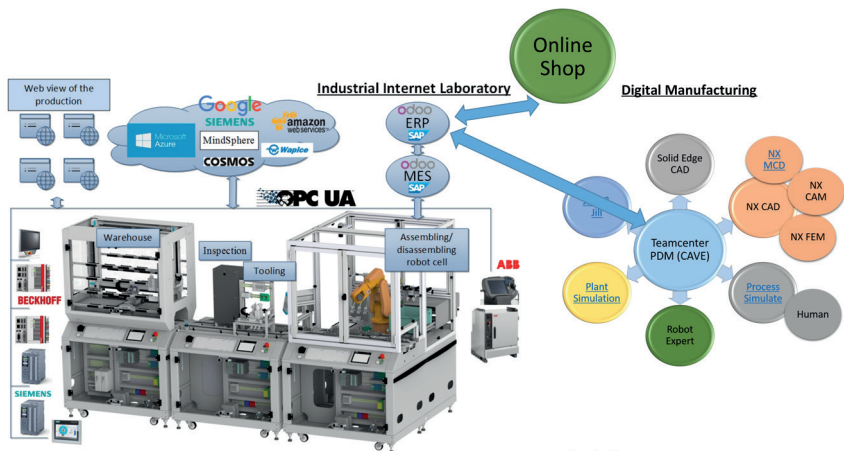 Web view of the
production
Google
SIEMENS
Microsoft
Azure
MindSphere
amazon
webservices™
Wapice
COSMOS
OPC UA
Industrial Internet Laboratory
odoo
ERP
SAP
odoo
MES
SAP
Online
Shop
Digital Manufacturing
Solid Edge
CAD
NX
MCD
NX
CAM
NX CAD
NX FEM
Jill
Teamcenter
PDM (CAVE)
Plant
Simulation
Process
Simulate
Human
Robot
Expert
Warehouse
Inspection
Tooling
Assembling/
disassembling
robot cell
ABB
BECKHOFF
SIEMENS